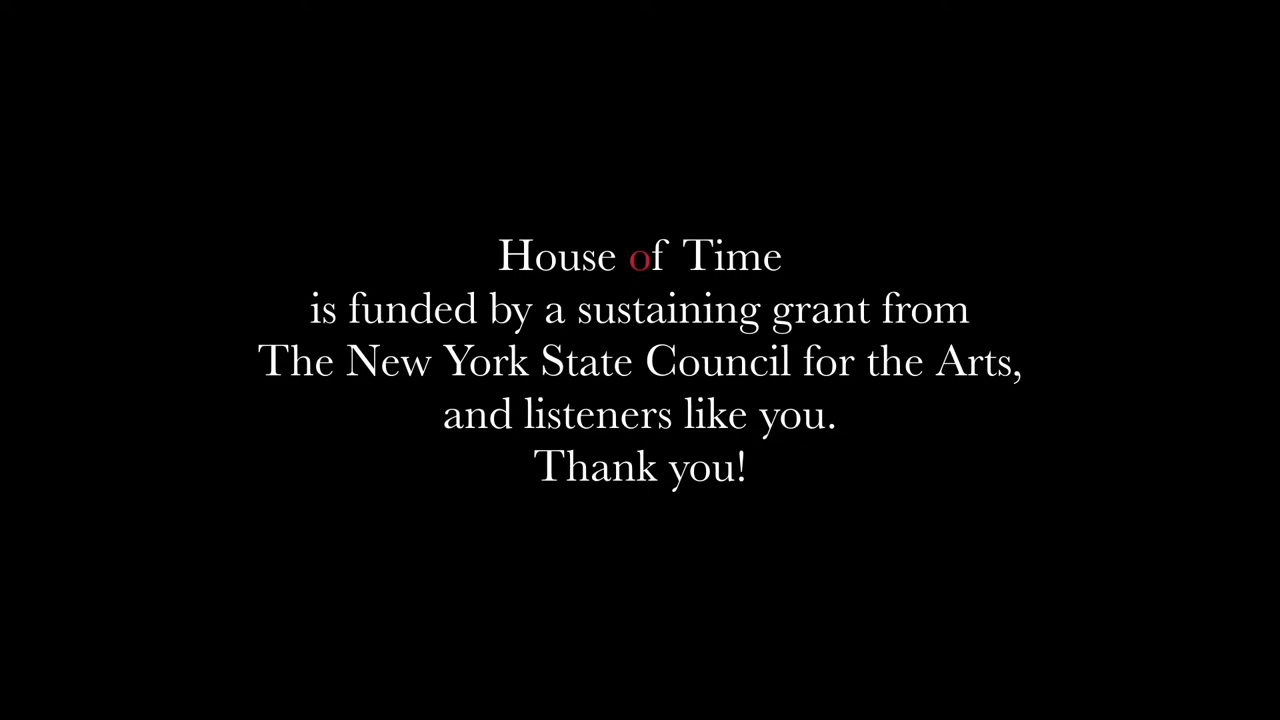 House of Time
is funded by a sustaining grant from
The New York State Council for the Arts,
and listeners like you.
Thank you!